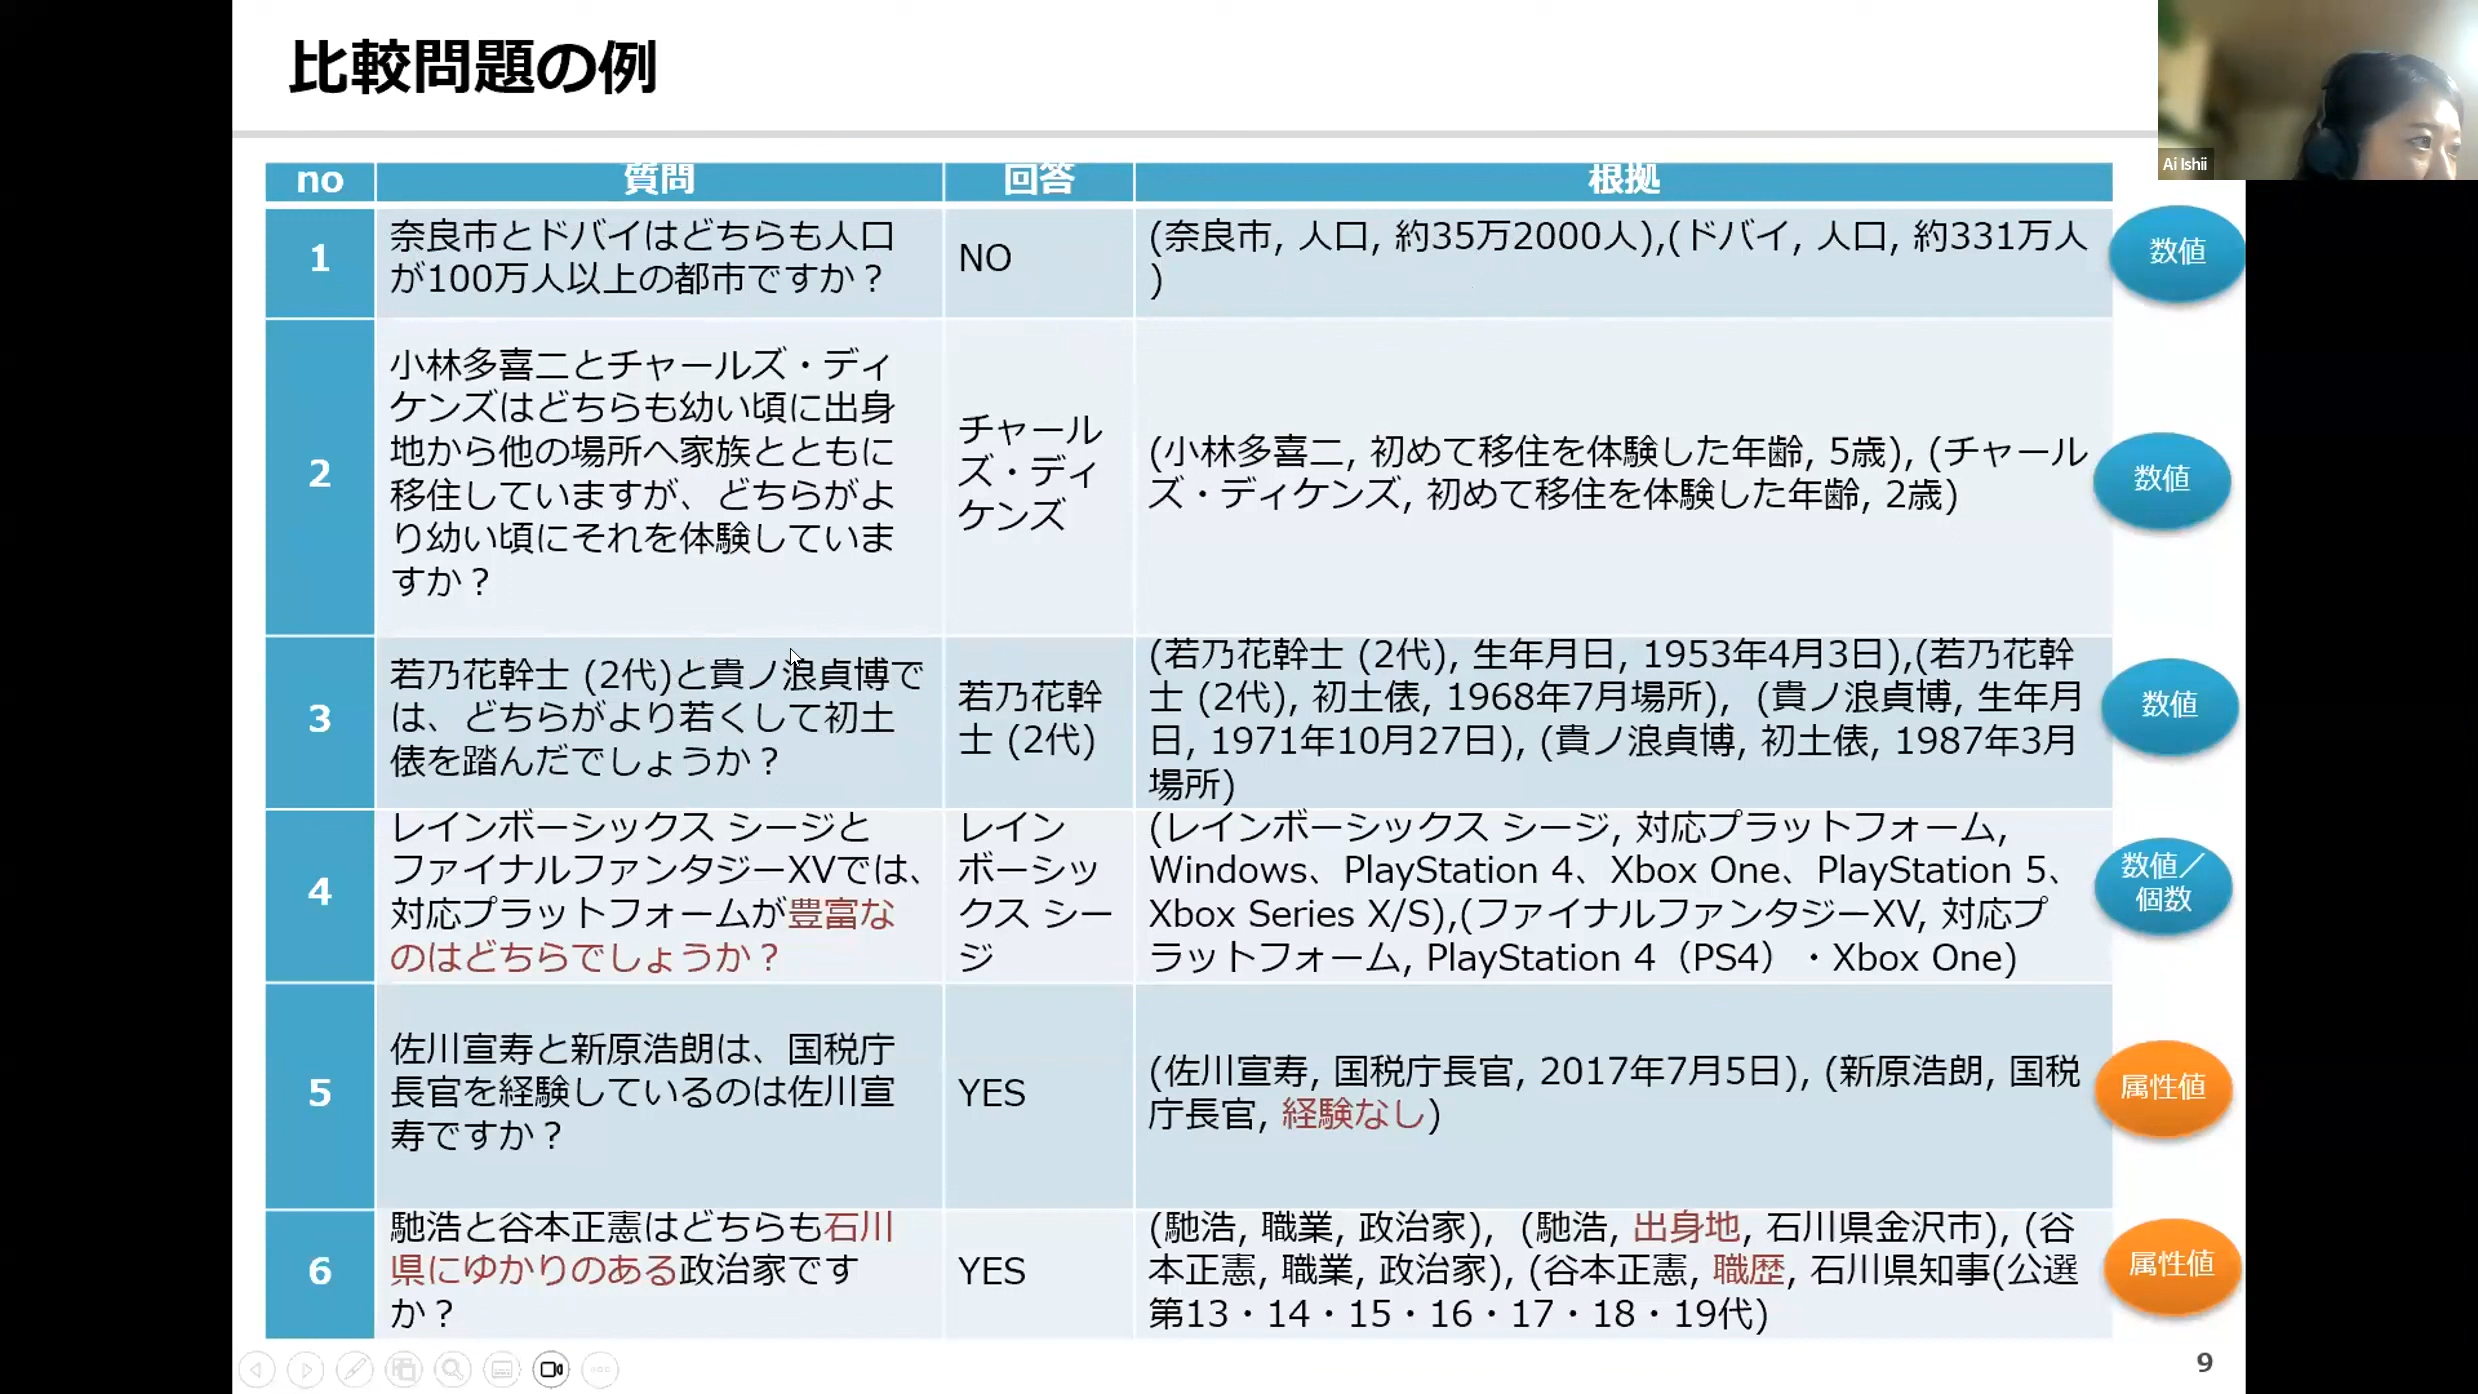 比較問題の例
Ai Ishii
no 質問 回答 根拠
1
奈良市とドバイはどちらも人口
が100万人以上の都市ですか？
NO
(奈良市, 人口, 約35万2000人),(ドバイ, 人口, 約331万人
)
数値
2
小林多喜二とチャールズ・ディ
ケンズはどちらも幼い頃に出身
地から他の場所へ家族とともに
移住していますが、どちらがよ
り幼い頃にそれを体験していま
すか？
チャール
ズ・ディ
ケンズ
(小林多喜二, 初めて移住を体験した年齢, 5歳), (チャール
ズ・ディケンズ, 初めて移住を体験した年齢, 2歳)
数値
3
若乃花幹士 (2代)と貴ノ浪貞博で
は、どちらがより若くして初土
俵を踏んだでしょうか？
若乃花幹
士 (2代)
(若乃花幹士 (2代), 生年月日, 1953年4月3日),(若乃花幹
士 (2代), 初土俵, 1968年7月場所), (貴ノ浪貞博, 生年月
日, 1971年10月27日), (貴ノ浪貞博, 初土俵, 1987年3月
場所)
数値
4
レインボーシックス シージと
ファイナルファンタジーXVでは、
対応プラットフォームが豊富な
のはどちらでしょうか？
レイン
ボーシッ
クス シー
ジ
(レインボーシックス シージ, 対応プラットフォーム,
Windows、PlayStation 4、Xbox One、PlayStation 5、
Xbox Series X/S),(ファイナルファンタジーXV, 対応プ
ラットフォーム, PlayStation 4（PS4）・Xbox One)
数値／
個数
5
佐川宣寿と新原浩朗は、国税庁
長官を経験しているのは佐川宣
寿ですか？
YES
(佐川宣寿, 国税庁長官, 2017年7月5日), (新原浩朗, 国税
庁長官, 経験なし)
属性値
6
馳浩と谷本正憲はどちらも石川
県にゆかりのある政治家です
か？
YES
(馳浩, 職業, 政治家), (馳浩, 出身地, 石川県金沢市), (谷
本正憲, 職業, 政治家), (谷本正憲, 職歴, 石川県知事(公選
第13・14・15・16・17・18・19代)
属性値
9